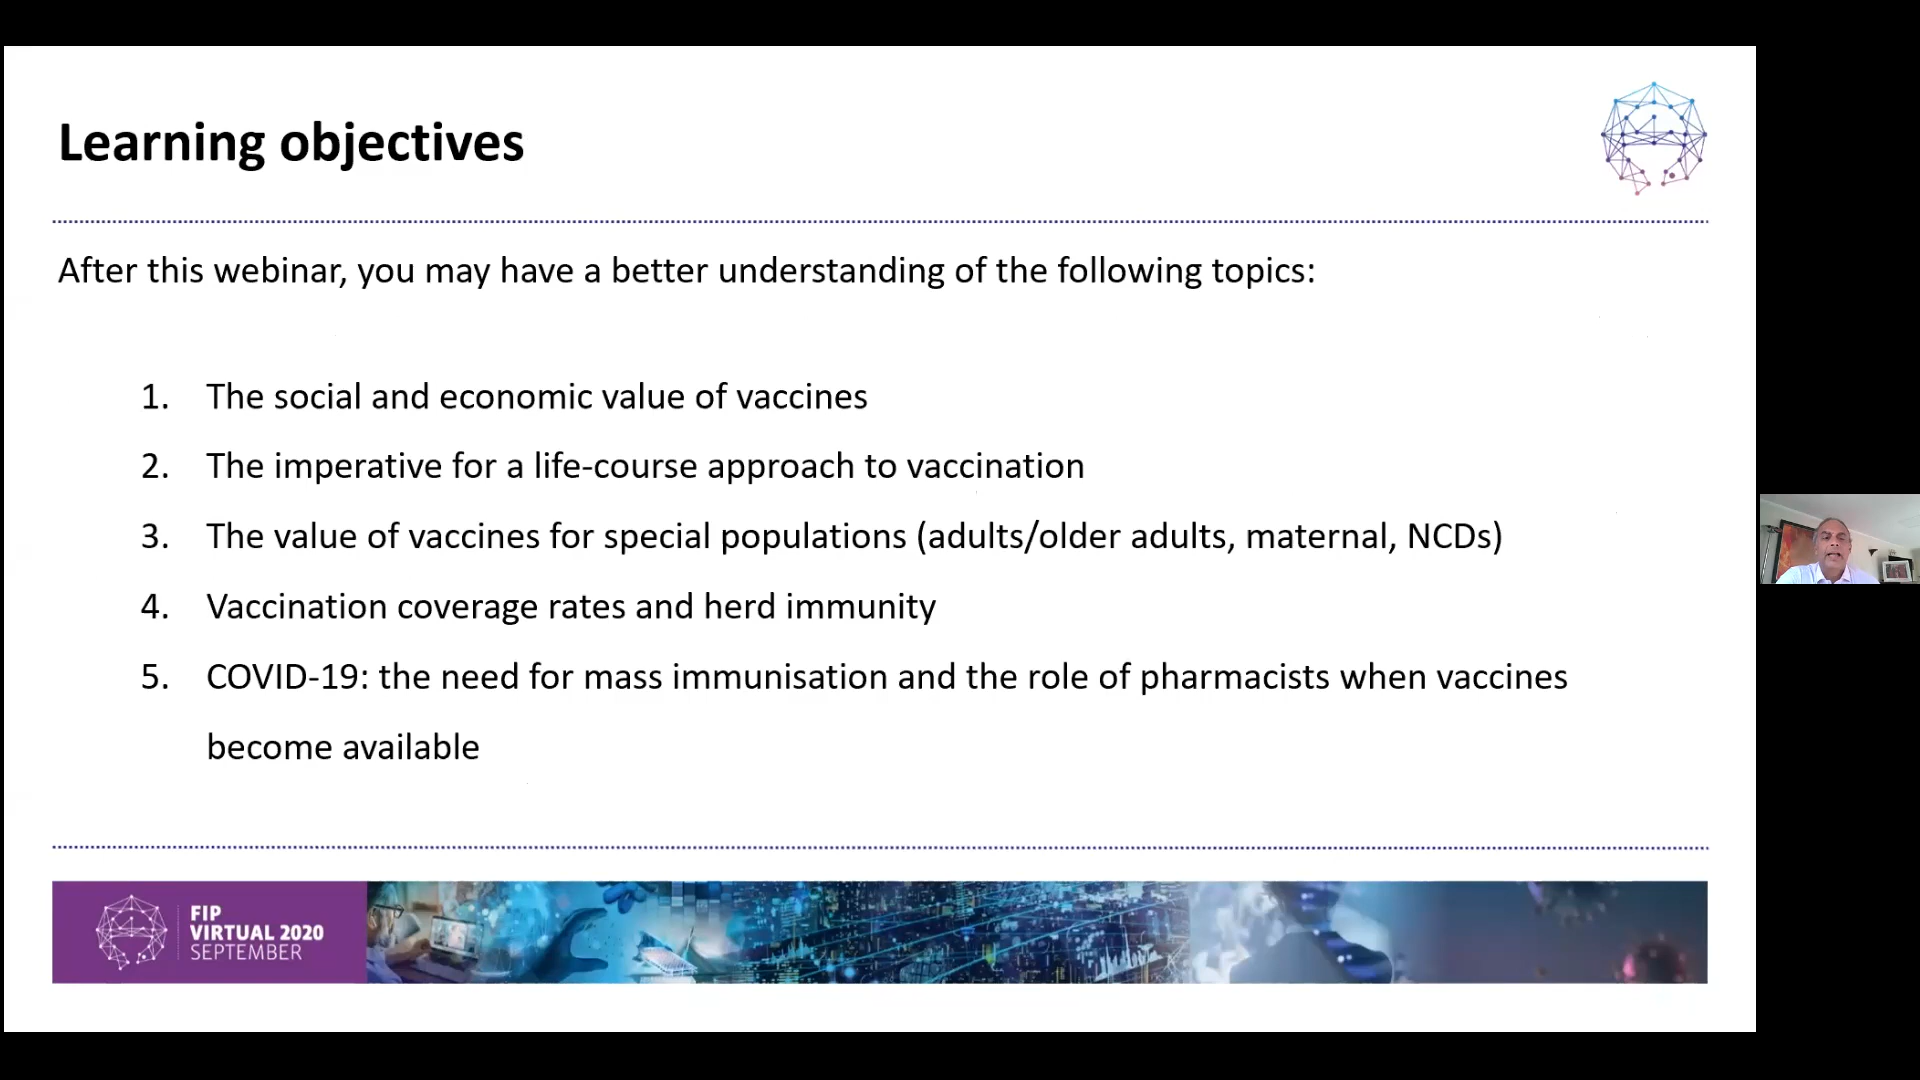 Learning objectives
After this webinar, you may have a better understanding of the following topics:
1. The social and economic value of vaccines
2. The imperative for a life-course approach to vaccination
3. The value of vaccines for special populations (adults/older adults, maternal, NCDs)
4. Vaccination coverage rates and herd immunity
5. COVID-19: the need for mass immunisation and the role of pharmacists when vaccines
become available
FIP
VIRTUAL 2020
SEPTEMBER